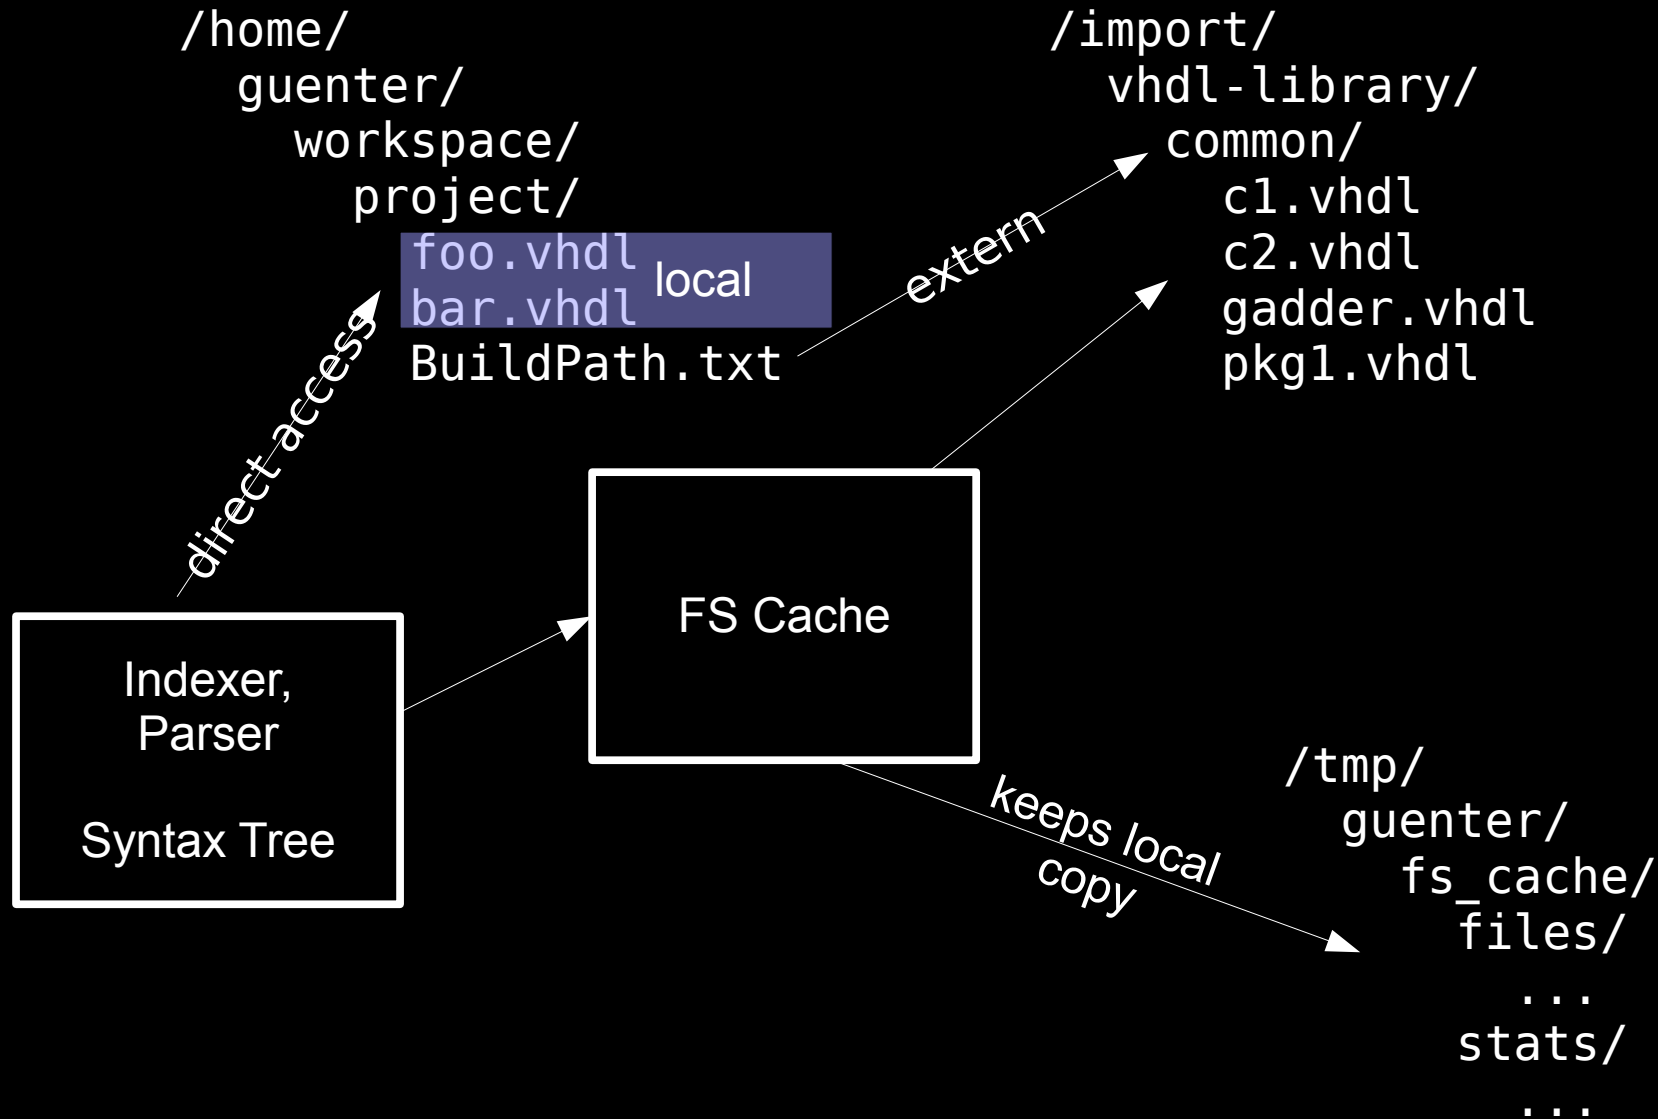 /home/
guenter/
workspace/
project/
foo.vhdl
bar.vhdl
local
BuildPath.txt
extern
/import/
vhdl-library/
common/
c1.vhdl
c2.vhdl
gadder.vhdl
pkg1.vhdl
direct access
FS Cache
Indexer,
Parser
Syntax Tree
keeps local
copy
/tmp/
guenter/
fs_cache/
files/
...
stats/
...